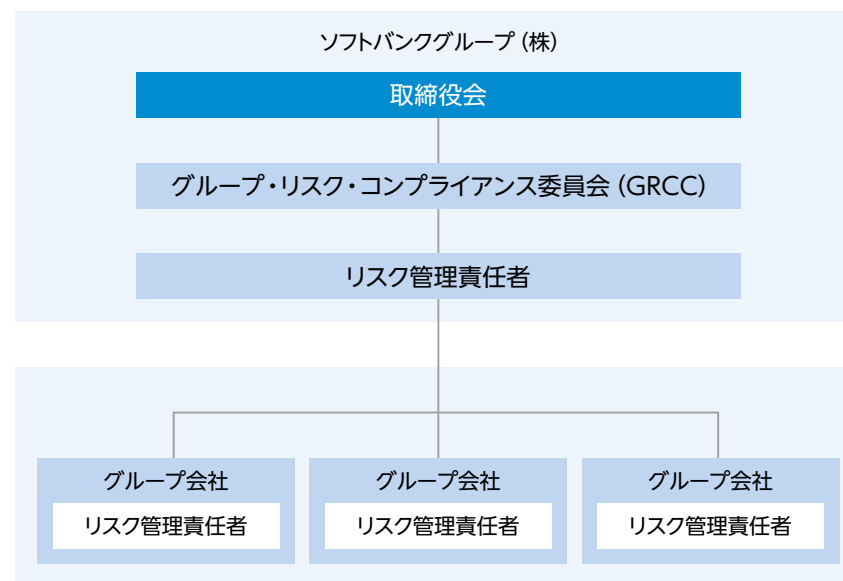 ソフトバンクグループ(株)
取締役会
グループ・リスク・コンプライアンス委員会(GRCC)
リスク管理責任者
グループ会社
リスク管理責任者
グループ会社
リスク管理責任者
グループ会社
リスク管理責任者